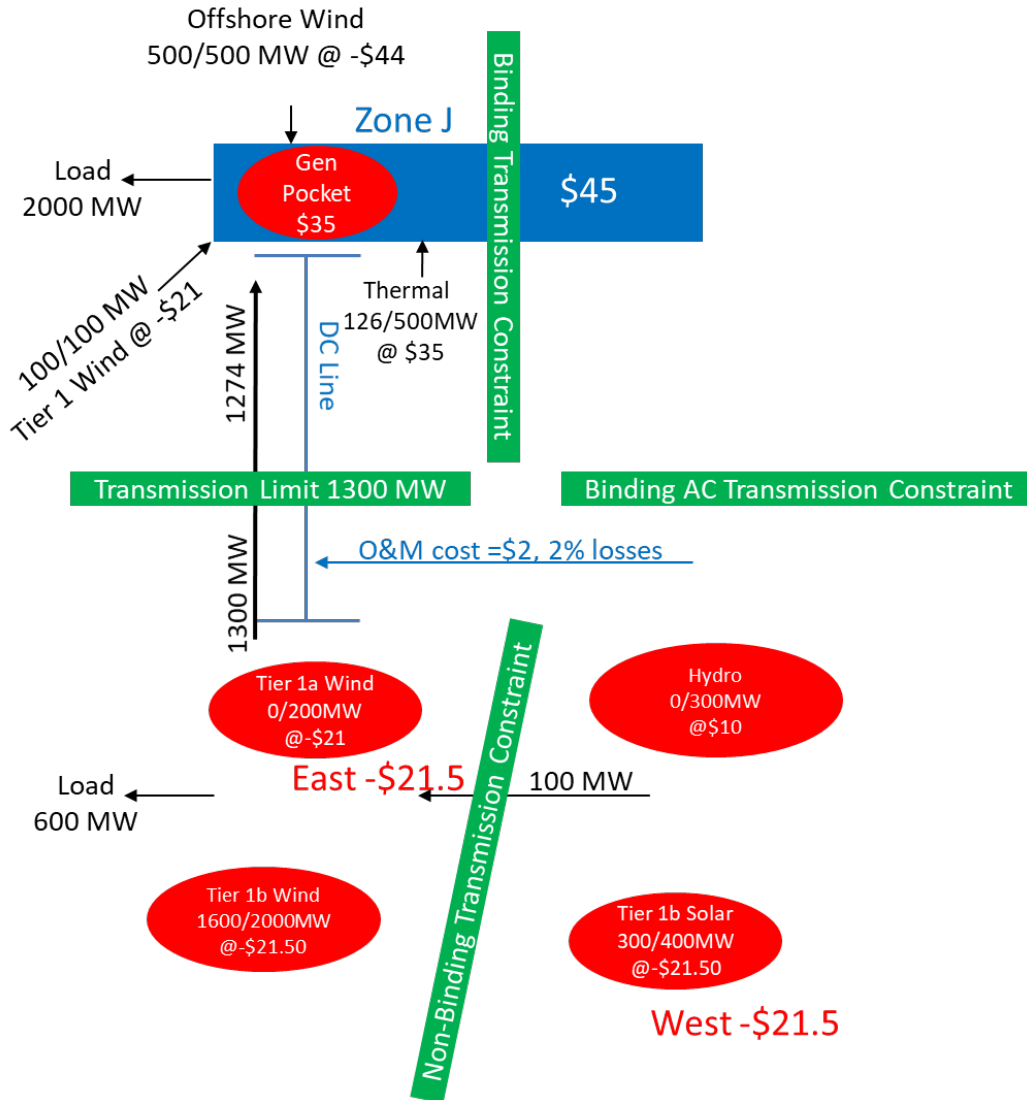 Offshore Wind
500/500 MW @ -$44
Zone J
Binding Transmission Constraint
Gen
Pocket
$35
$45
Load
2000 MW
100/100 MW
Tier 1 Wind @ -$21
1274 MW
DC Line
Thermal
126/500MW
@ $35
Transmission Limit 1300 MW
Binding AC Transmission Constraint
O&M cost =$2, 2% losses
1300 MW
Tier 1a Wind
0/200MW
@-$21
Hydro
0/300MW
@$10
East -$21.5
100 MW
Load
600 MW
Non-Binding Transmission Constraint
Tier 1b Wind
1600/2000MW
@-$21.50
Tier 1b Solar
300/400MW
@-$21.50
West -$21.5